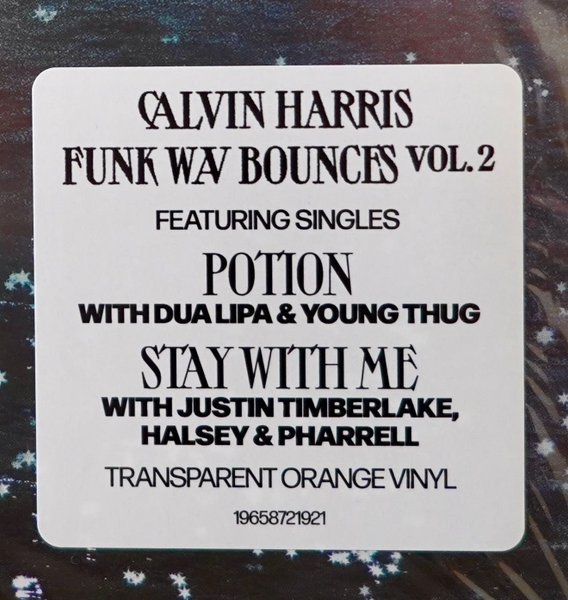 CALVIN HARRIS
FUNK WAV BOUNCES VOL. 2
FEATURING SINGLES
POTION
WITH DUA LIPA & YOUNG THUG
STAY WITH ME
WITH JUSTIN TIMBERLAKE,
HALSEY & PHARRELL
TRANSPARENT ORANGE VINYL
19658721921